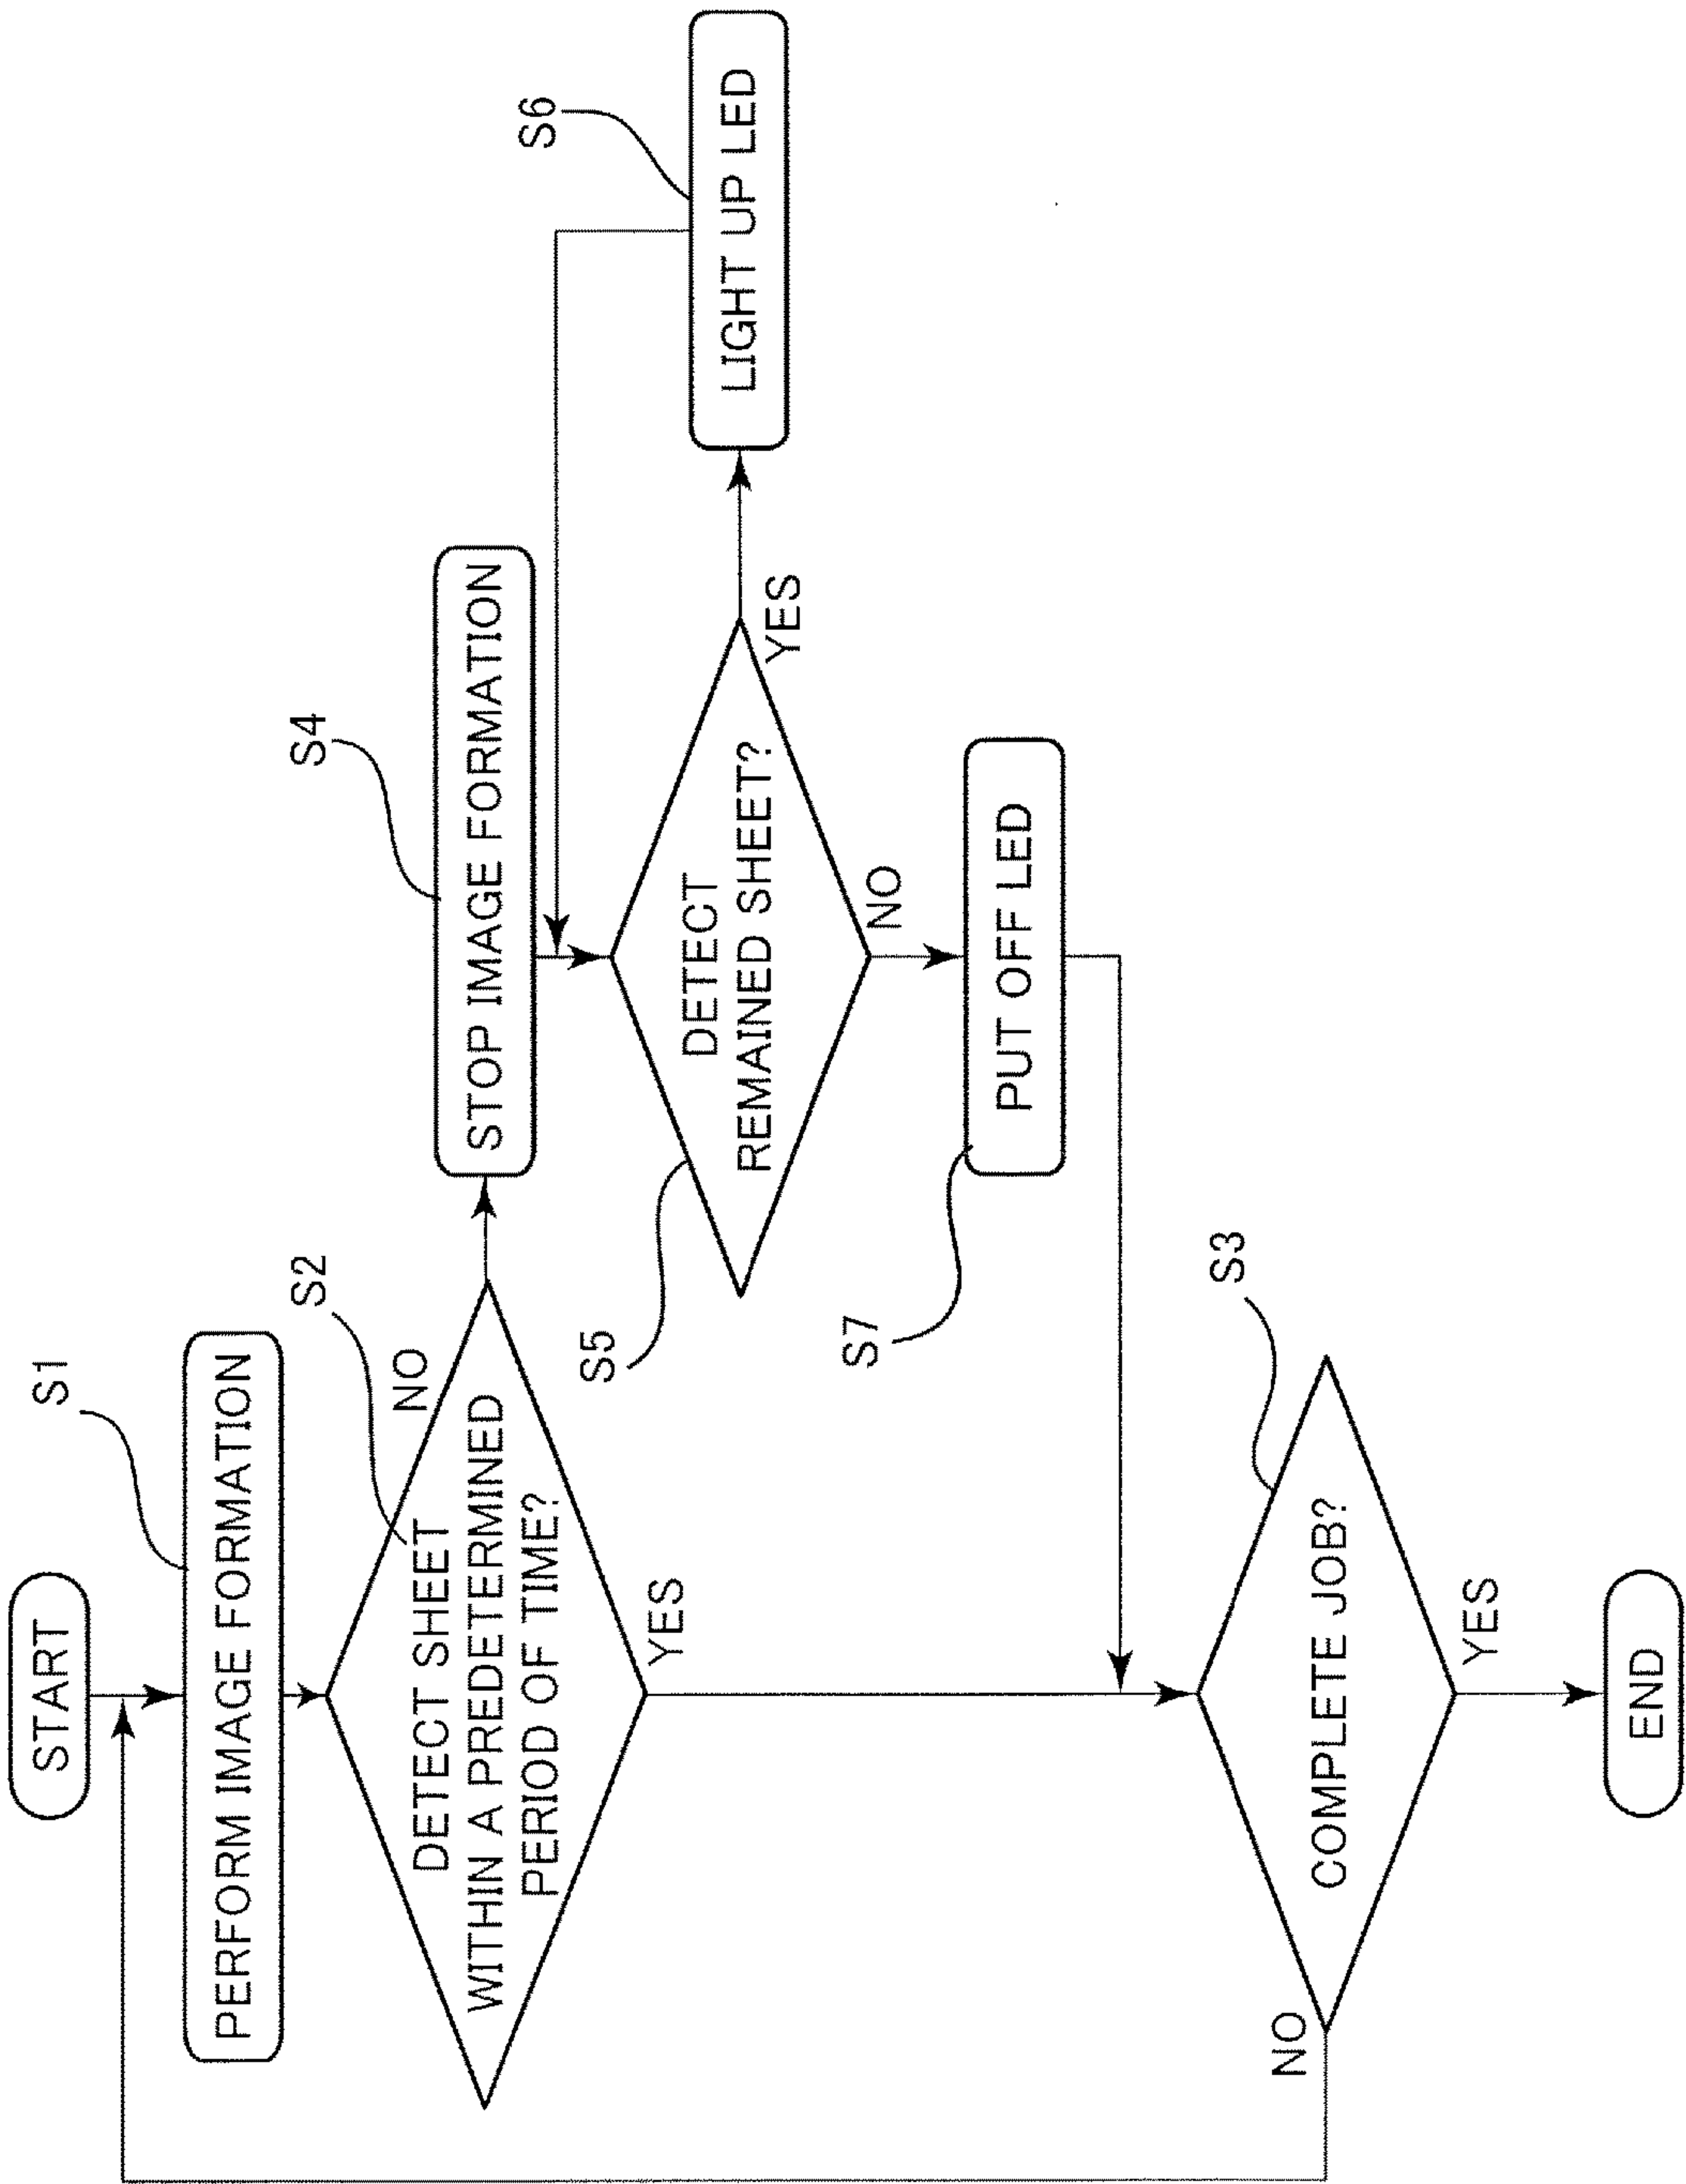 START
S1
PERFORM IMAGE FORMATION
S2
NO
DETECT SHEET
WITHIN A PREDETERMINED
PERIOD OF TIME?
YES
S4
STOP IMAGE FORMATION
S5
DETECT
REMAINED SHEET?
YES
NO
S6
LIGHT UP LED
S7
PUT OFF LED
S3
COMPLETE JOB?
NO
YES
END